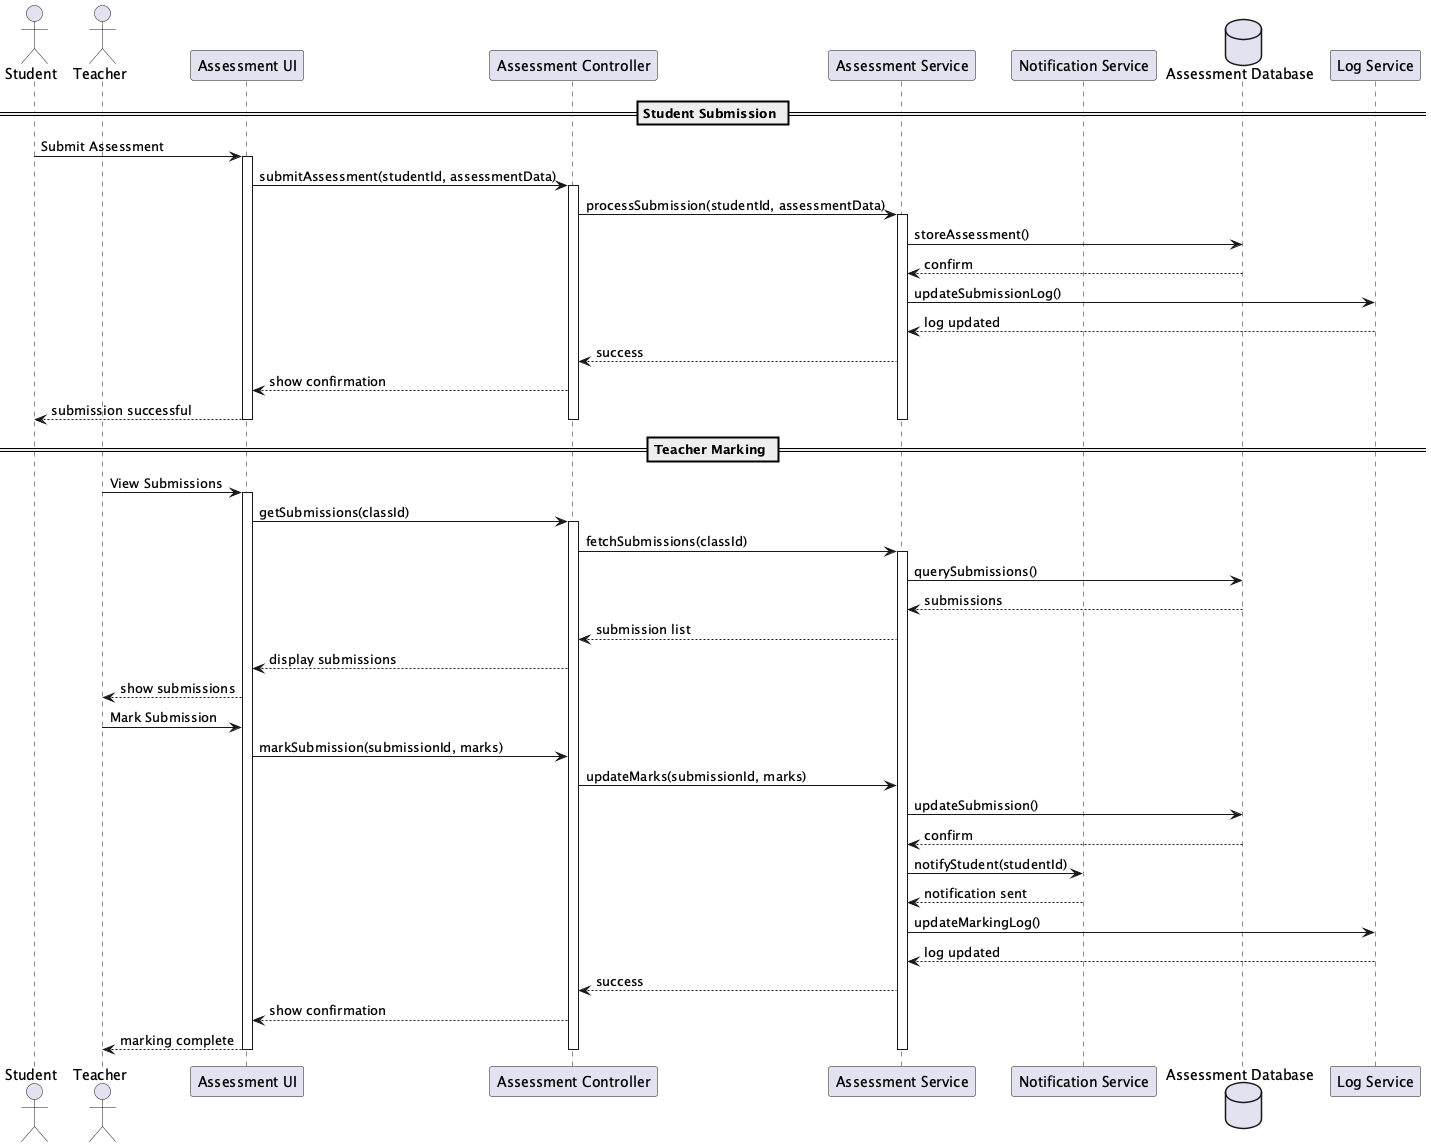 Student
Teacher
Assessment UI
Assessment Controller
Assessment Service
Notification Service
Assessment Database
Log Service
Student Submission
Submit Assessment
submitAssessment(studentId, assessmentData)
processSubmission(studentId, assessmentData)
storeAssessment()
confirm
updateSubmissionLog()
log updated
success
show confirmation
submission successful
Teacher Marking
View Submissions
getSubmissions(classId)
fetchSubmissions(classId)
querySubmissions()
submissions
submission list
display submissions
show submissions
Mark Submission
markSubmission(submissionId, marks)
updateMarks(submissionId, marks)
updateSubmission()
confirm
notifyStudent(studentId)
notification sent
updateMarkingLog()
log updated
success
show confirmation
marking complete
Student
Teacher
Assessment UI
Assessment Controller
Assessment Service
Notification Service
Assessment Database
Log Service